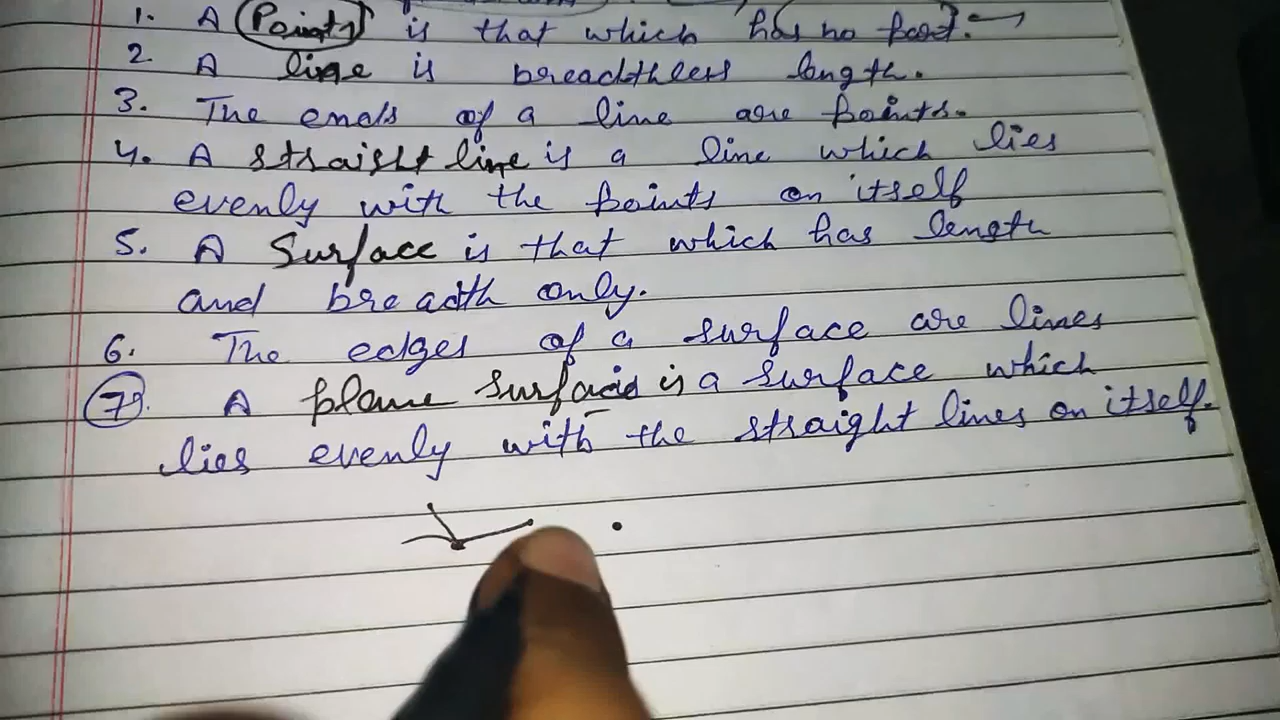 1. A Points is that which has no part.
2. A line is breadthless length.
3. The ends of a line are points.
4. A straight line is a line which lies
evenly with the points on itself
5. A Surface is that which has length
and breadth only.
6. The edges of a surface are lines
7. A plane surface is a surface which
lies evenly with the straight lines on itself.